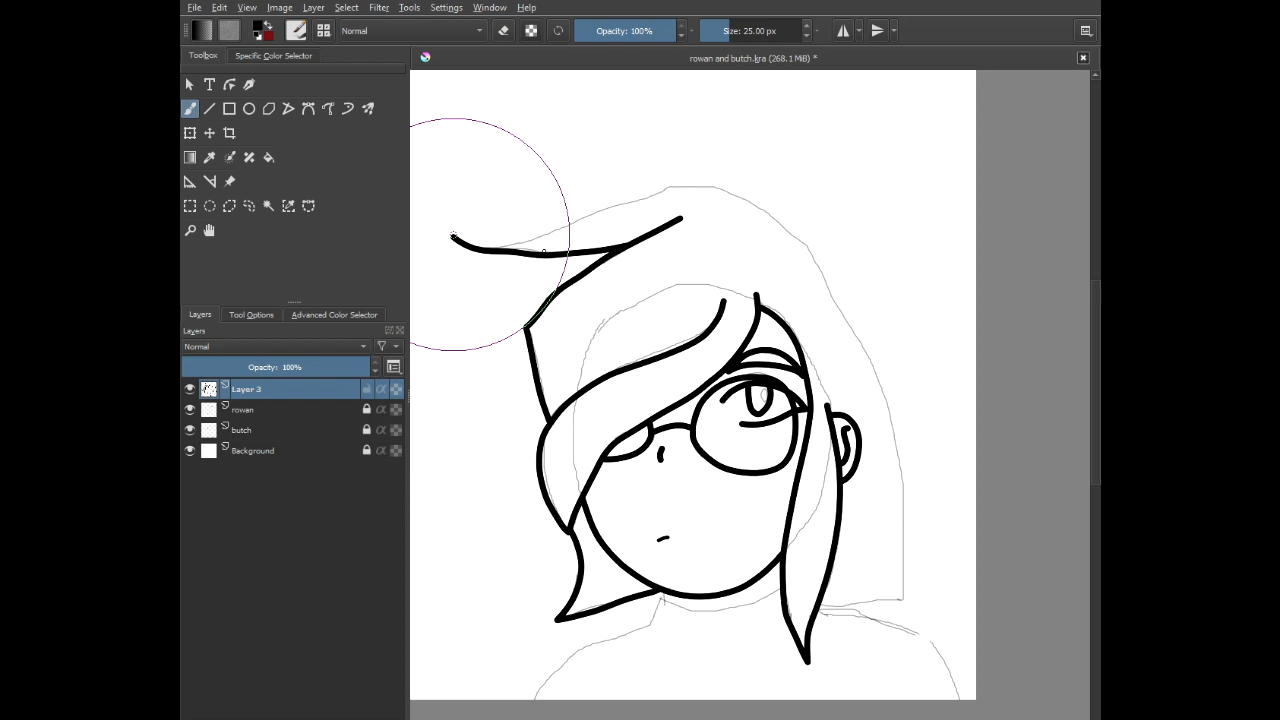 File Edit View Image Layer Select Filter Tools Settings Window Help
Normal Opacity: 100% Size: 25.00 px
Toolbox Specific Color Selector
rowan and butch.kra (268.1 MiB) *
Layers Tool Options Advanced Color Selector
Layers
Normal
Opacity: 100%
Layer 3
rowan
butch
Background